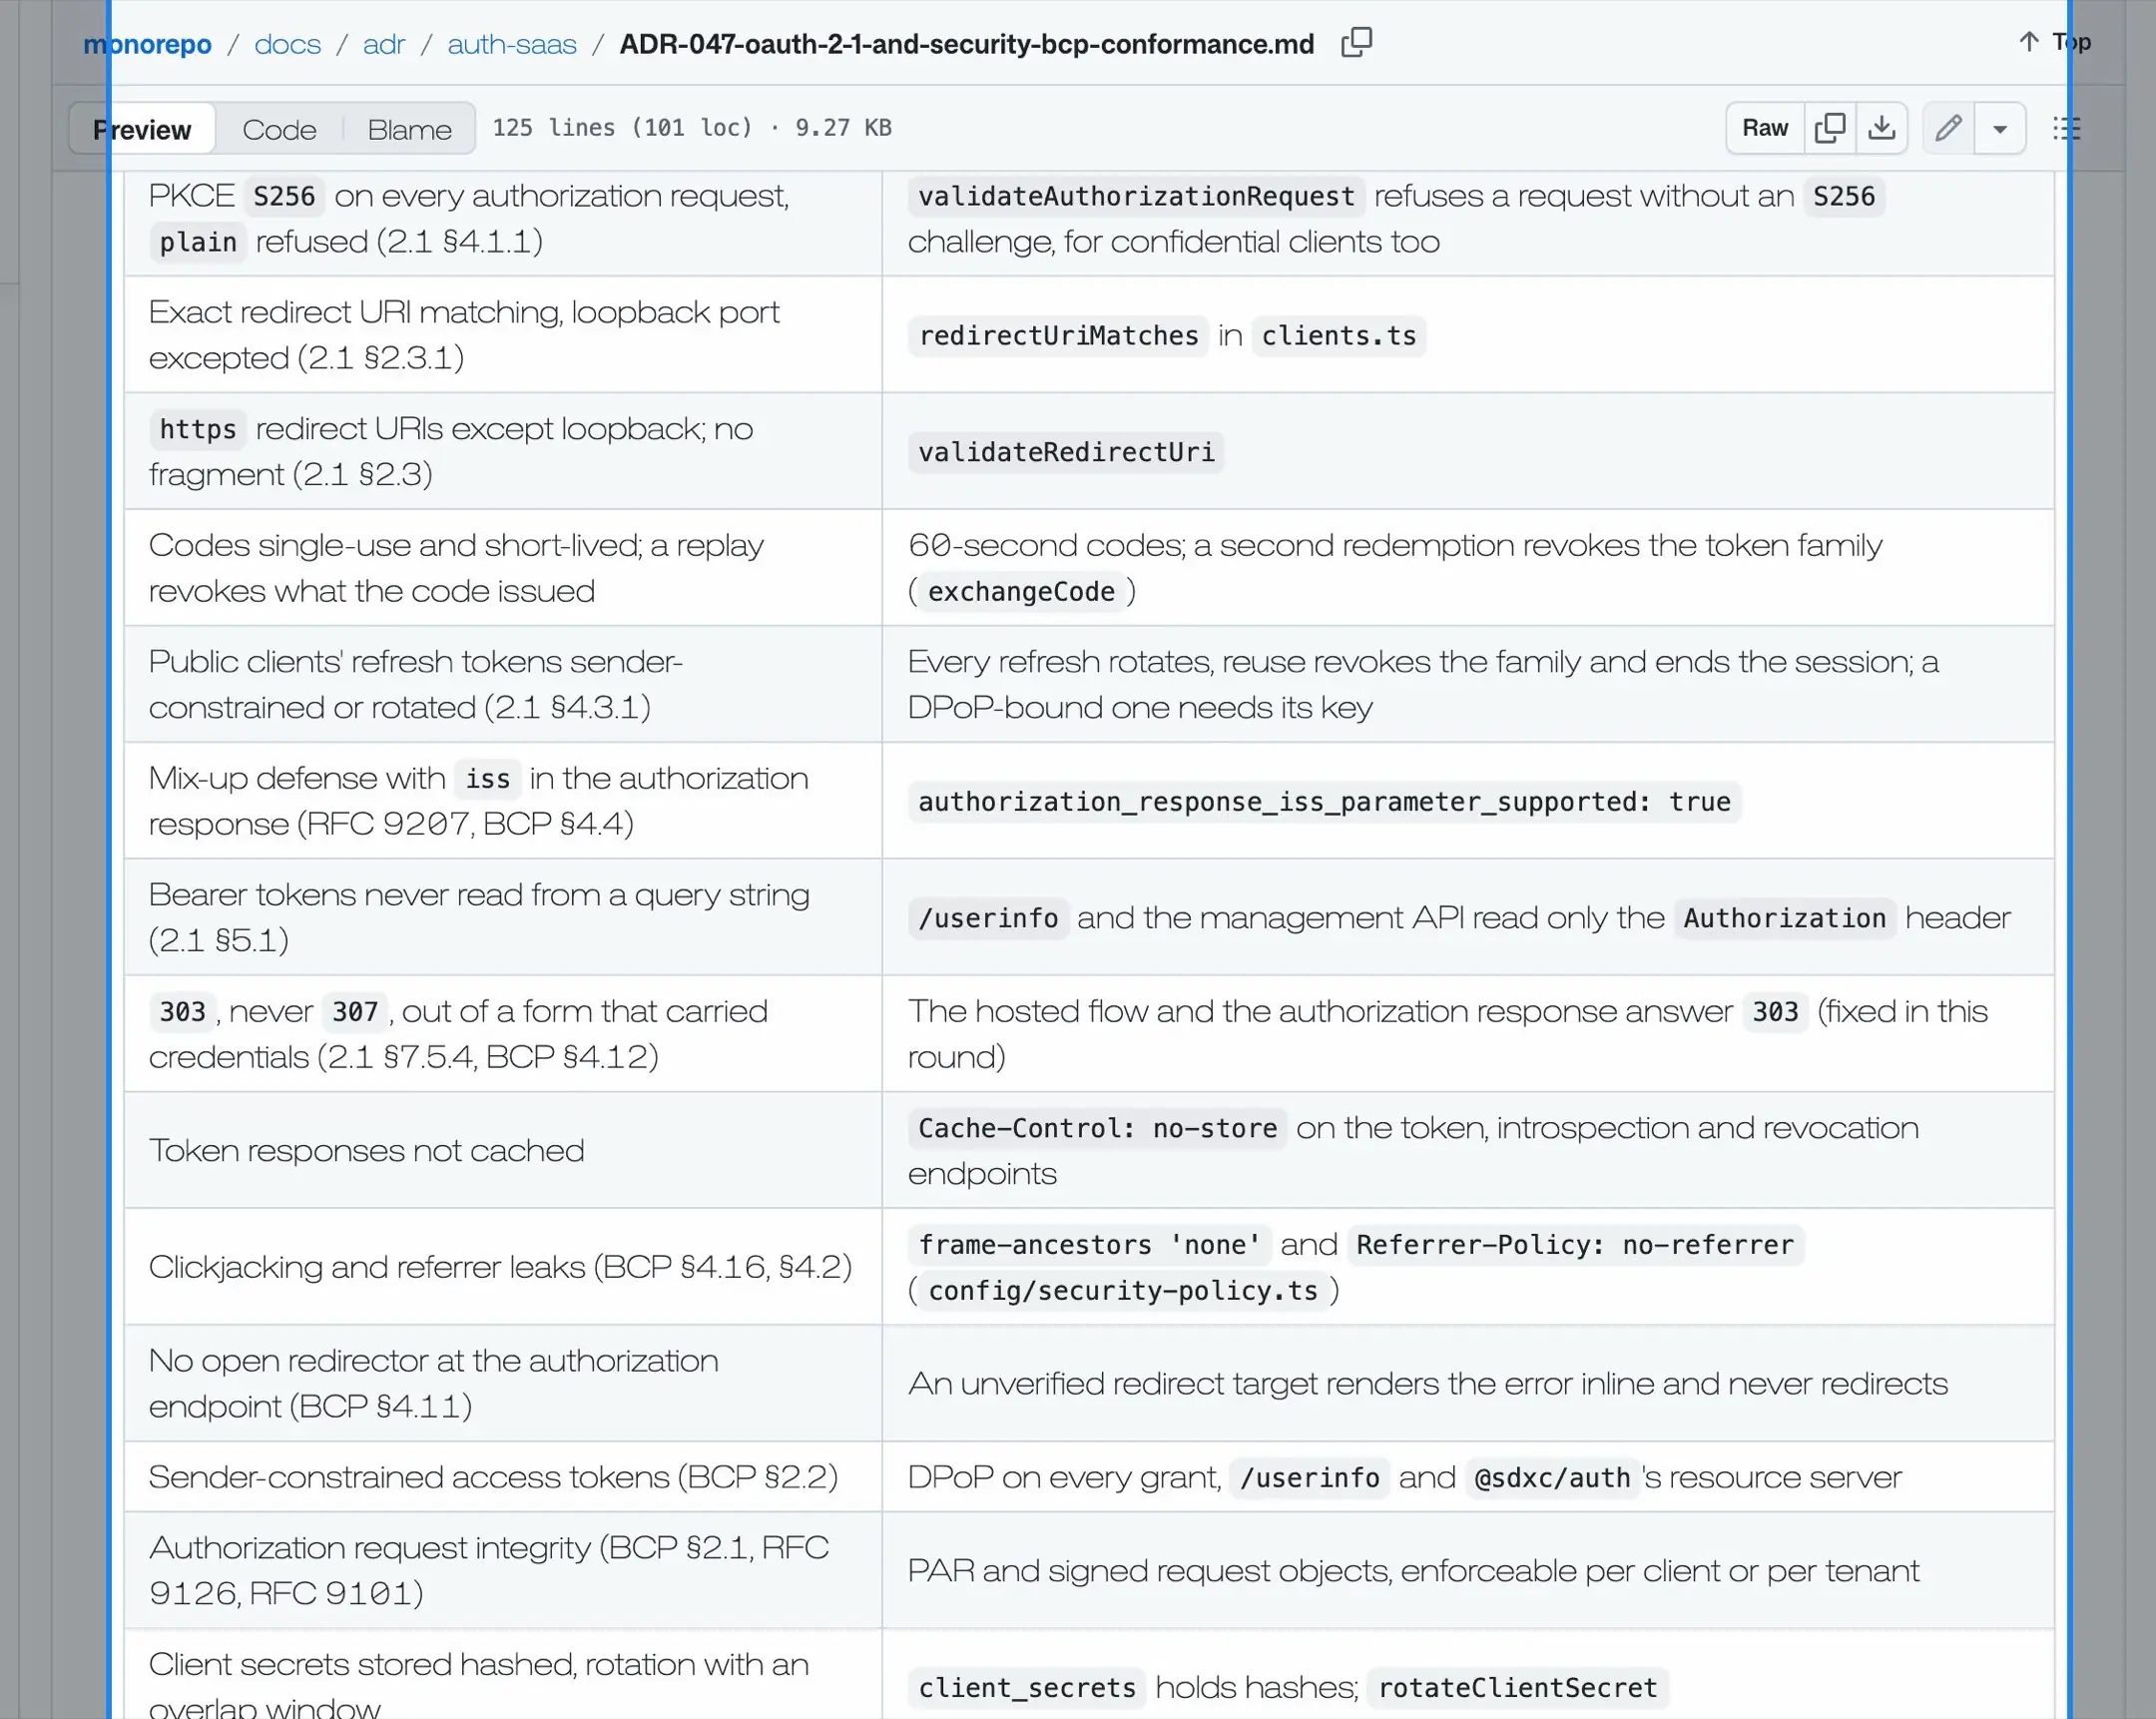 monorepo / docs / adr / auth-saas / ADR-047-oauth-2-1-and-security-bcp-conformance.md
Top
Preview Code Blame 125 lines (101 loc) · 9.27 KB
Raw
PKCE S256 on every authorization request,
plain refused (2.1 §4.1.1)
validateAuthorizationRequest refuses a request without an S256
challenge, for confidential clients too
Exact redirect URI matching, loopback port
excepted (2.1 §2.3.1)
redirectUriMatches in clients.ts
https redirect URIs except loopback; no
fragment (2.1 §2.3)
validateRedirectUri
Codes single-use and short-lived; a replay
revokes what the code issued
60-second codes; a second redemption revokes the token family
(exchangeCode)
Public clients' refresh tokens sender-
constrained or rotated (2.1 §4.3.1)
Every refresh rotates, reuse revokes the family and ends the session; a
DPoP-bound one needs its key
Mix-up defense with iss in the authorization
response (RFC 9207, BCP §4.4)
authorization_response_iss_parameter_supported: true
Bearer tokens never read from a query string
(2.1 §5.1)
/userinfo and the management API read only the Authorization header
303, never 307, out of a form that carried
credentials (2.1 §7.5.4, BCP §4.12)
The hosted flow and the authorization response answer 303 (fixed in this
round)
Token responses not cached
Cache-Control: no-store on the token, introspection and revocation
endpoints
Clickjacking and referrer leaks (BCP §4.16, §4.2)
frame-ancestors 'none' and Referrer-Policy: no-referrer
(config/security-policy.ts)
No open redirector at the authorization
endpoint (BCP §4.11)
An unverified redirect target renders the error inline and never redirects
Sender-constrained access tokens (BCP §2.2)
DPoP on every grant, /userinfo and @sdxc/auth's resource server
Authorization request integrity (BCP §2.1, RFC
9126, RFC 9101)
PAR and signed request objects, enforceable per client or per tenant
Client secrets stored hashed, rotation with an
overlap window
client_secrets holds hashes; rotateClientSecret